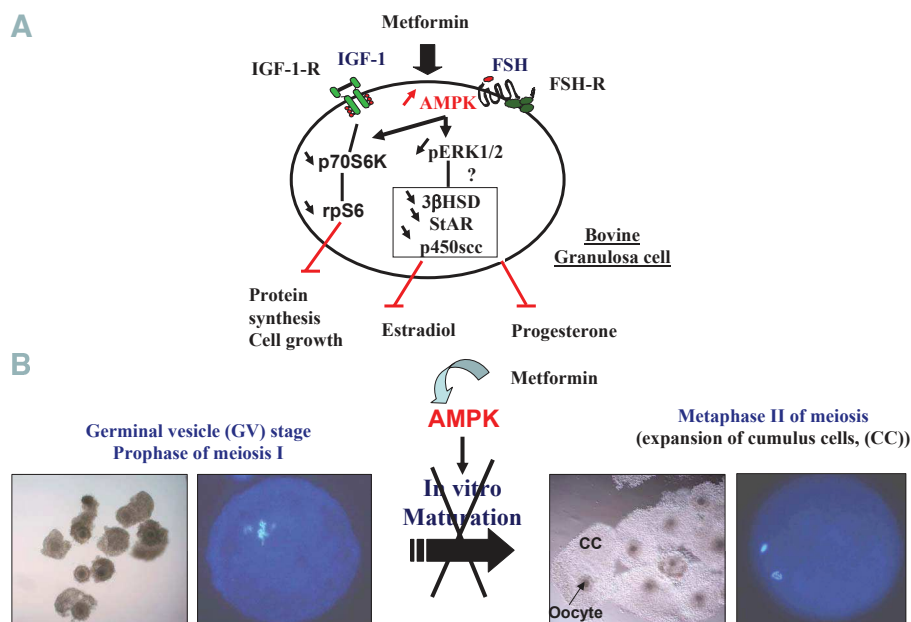 A
Metformin
IGF-1
FSH
IGF-1-R
FSH-R
AMPK
p70S6K
pERK1/2
?
rpS6
3βHSD
StAR
p450scc
Bovine
Granulosa cell
Protein
synthesis
Cell growth
Estradiol
Progesterone
B
Metformin
AMPK
Germinal vesicle (GV) stage
Prophase of meiosis I
Metaphase II of meiosis
(expansion of cumulus cells, (CC))
In vitro
Maturation
CC
Oocyte